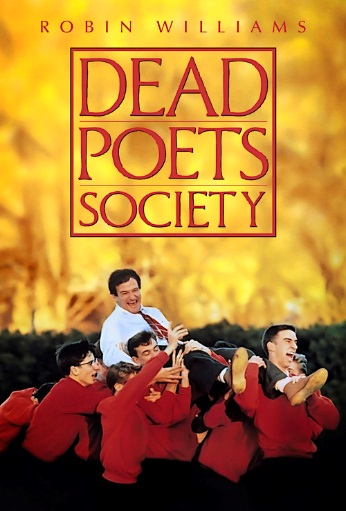 ROBIN WILLIAMS
DEAD
POETS
SOCIETY